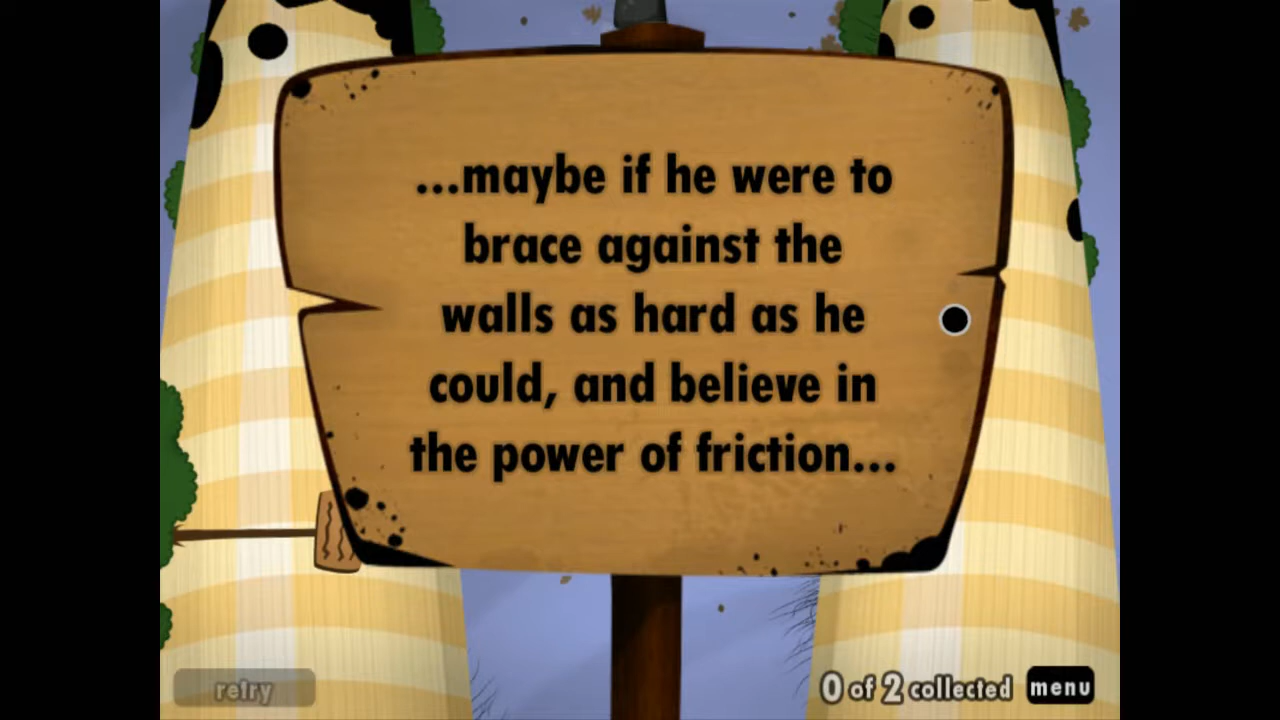 ...maybe if he were to
brace against the
walls as hard as he
could, and believe in
the power of friction...
retry
0 of 2 collected
menu